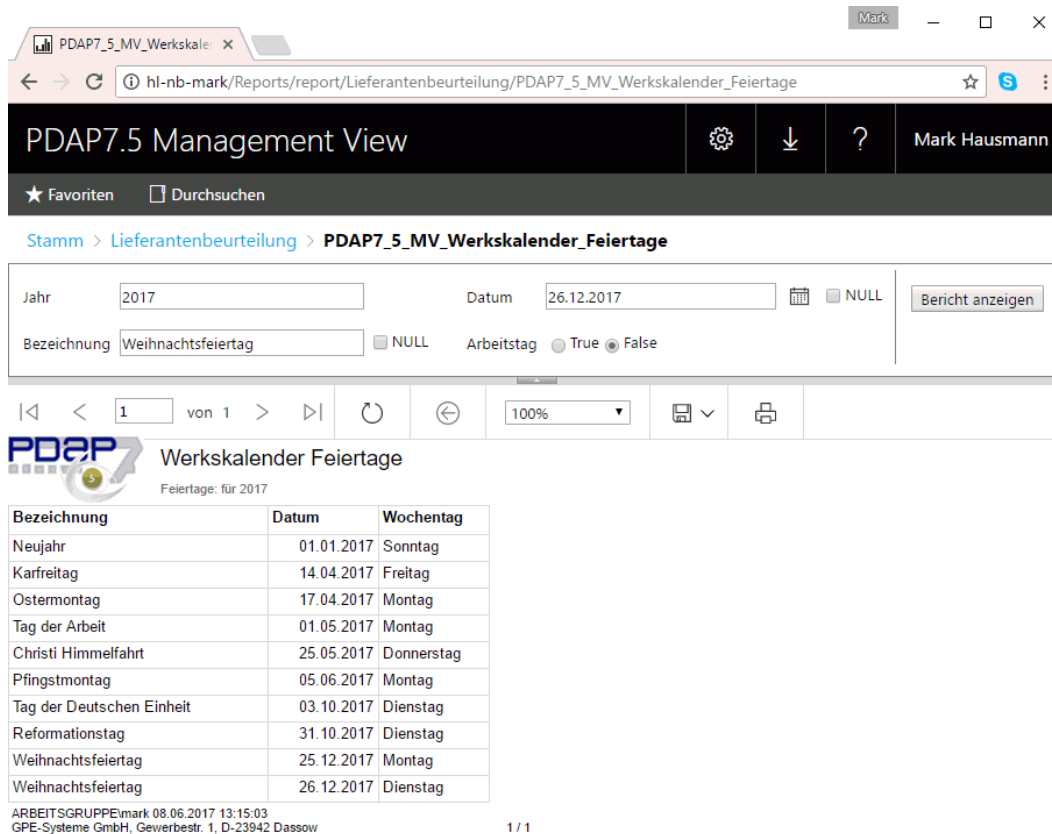 Mark
PDAP7_5_MV_Werkskaler
hl-nb-mark/Reports/report/Lieferantenbeurteilung/PDAP7_5_MV_Werkskalender_Feiertage
PDAP7.5 Management View
? Mark Hausmann
Favoriten Durchsuchen
Stamm > Lieferantenbeurteilung > PDAP7_5_MV_Werkskalender_Feiertage
Jahr 2017 Datum 26.12.2017 NULL Bericht anzeigen
Bezeichnung Weihnachtsfeiertag NULL Arbeitstag True False
1 von 1 100%
PDAP7
5
Werkskalender Feiertage
Feiertage: für 2017
Bezeichnung Datum Wochentag
Neujahr 01.01.2017 Sonntag
Karfreitag 14.04.2017 Freitag
Ostermontag 17.04.2017 Montag
Tag der Arbeit 01.05.2017 Montag
Christi Himmelfahrt 25.05.2017 Donnerstag
Pfingstmontag 05.06.2017 Montag
Tag der Deutschen Einheit 03.10.2017 Dienstag
Reformationstag 31.10.2017 Dienstag
Weihnachtsfeiertag 25.12.2017 Montag
Weihnachtsfeiertag 26.12.2017 Dienstag
ARBEITSGRUPPE\mark 08.06.2017 13:15:03
GPE-Systeme GmbH, Gewerbestr. 1, D-23942 Dassow 1 / 1